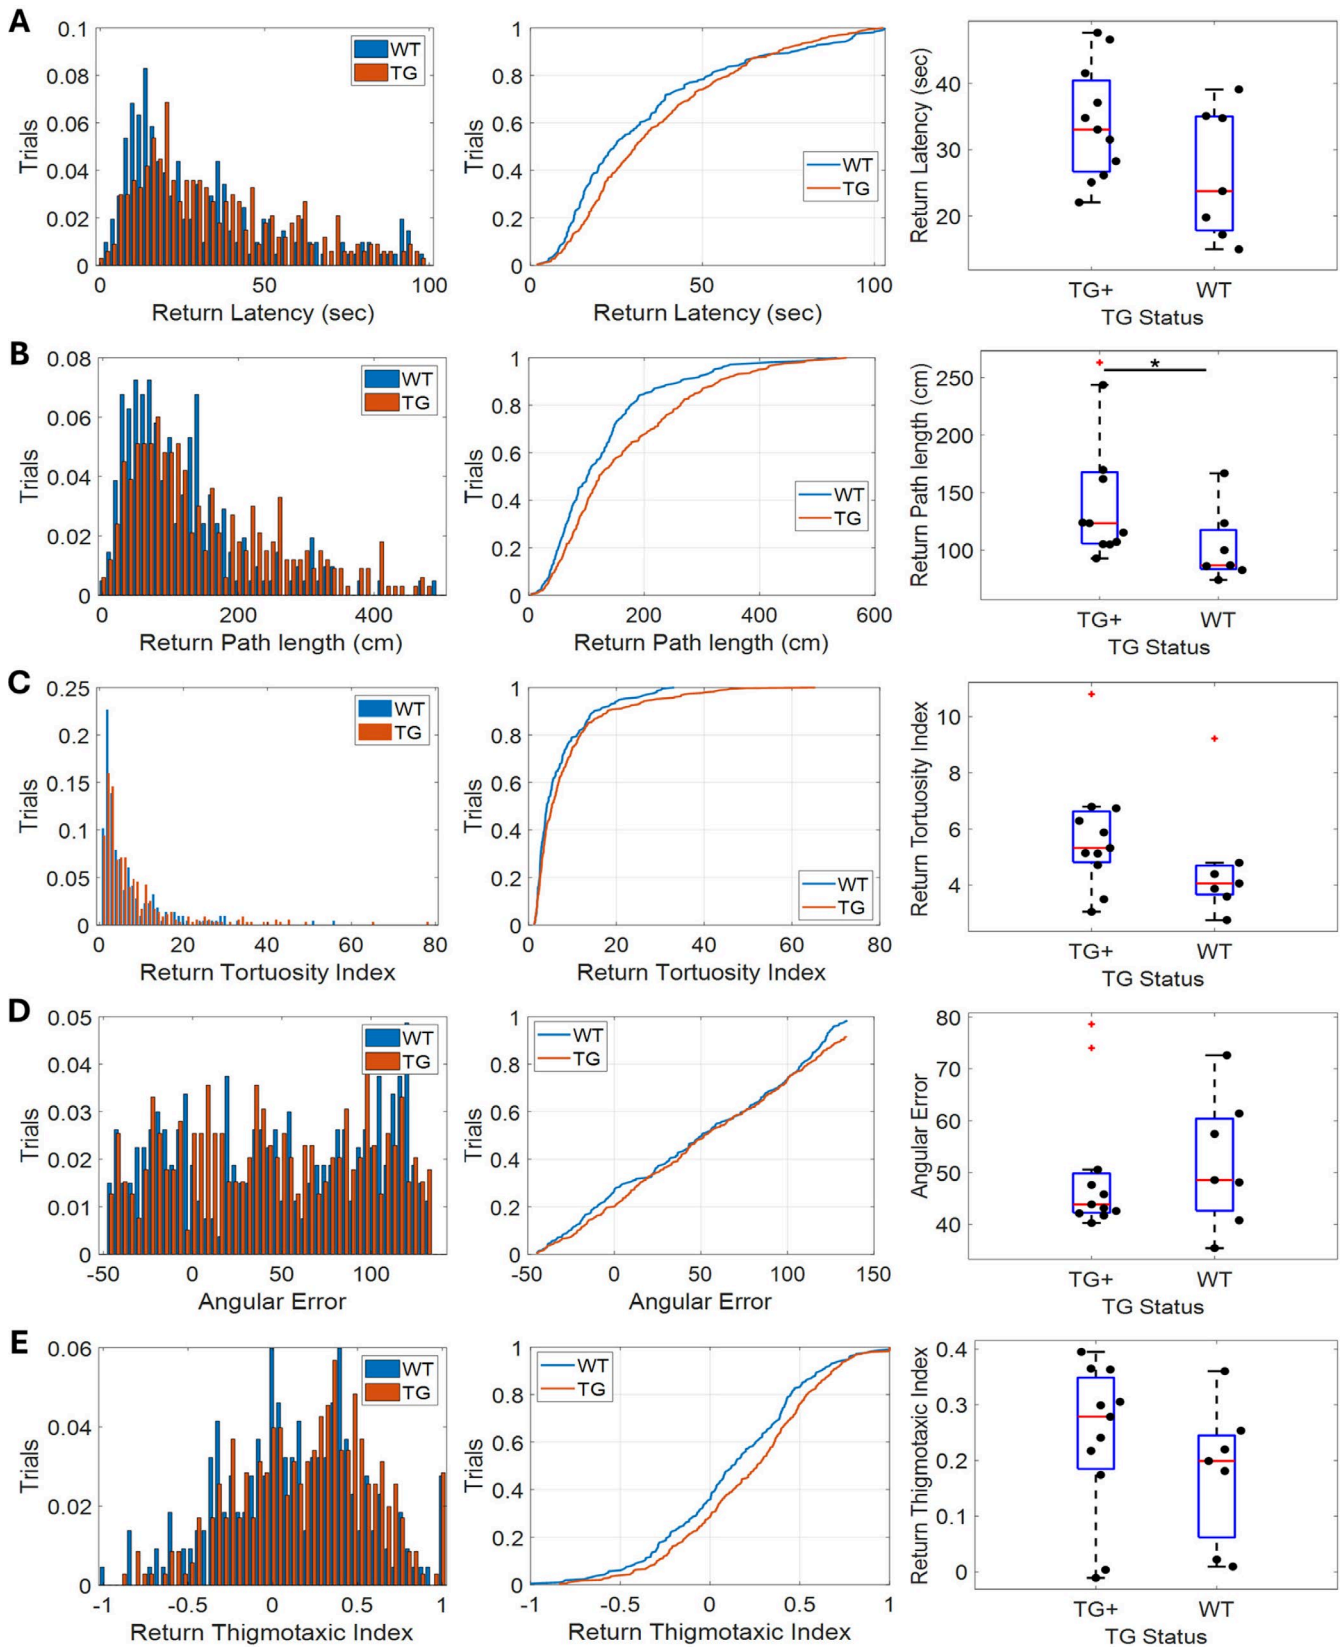 A
0.1
0.08
0.06
0.04
0.02
0
Trials
WT
TG
0
50
100
Return Latency (sec)
1
0.8
0.6
0.4
0.2
0
Trials
WT
TG
0
50
100
Return Latency (sec)
40
30
20
Return Latency (sec)
TG+
WT
TG Status
B
0.08
0.06
0.04
0.02
0
Trials
WT
TG
0
200
400
Return Path length (cm)
1
0.8
0.6
0.4
0.2
0
Trials
WT
TG
0
200
400
600
Return Path length (cm)
250
200
150
100
Return Path length (cm)
*
TG+
WT
TG Status
C
0.25
0.2
0.15
0.1
0.05
0
Trials
WT
TG
0
20
40
60
80
Return Tortuosity Index
1
0.8
0.6
0.4
0.2
0
Trials
WT
TG
0
20
40
60
80
Return Tortuosity Index
10
8
6
4
Return Tortuosity Index
TG+
WT
TG Status
D
0.05
0.04
0.03
0.02
0.01
0
Trials
WT
TG
-50
0
50
100
Angular Error
1
0.8
0.6
0.4
0.2
0
Trials
WT
TG
-50
0
50
100
150
Angular Error
80
70
60
50
40
Angular Error
TG+
WT
TG Status
E
0.06
0.04
0.02
0
Trials
WT
TG
-1
-0.5
0
0.5
1
Return Thigmotaxic Index
1
0.8
0.6
0.4
0.2
0
Trials
WT
TG
-1
-0.5
0
0.5
1
Return Thigmotaxic Index
0.4
0.3
0.2
0.1
0
Return Thigmotaxic Index
TG+
WT
TG Status